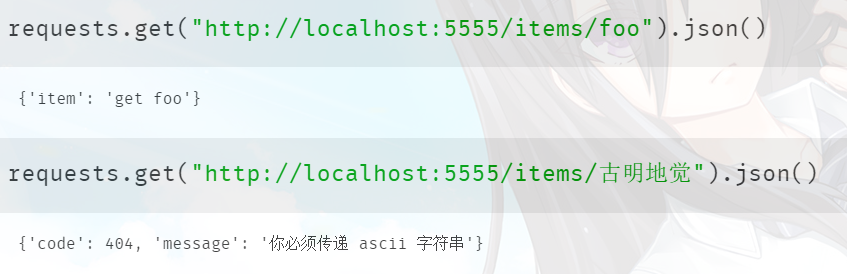 requests.get("http://localhost:5555/items/foo").json()
{'item': 'get foo'}
requests.get("http://localhost:5555/items/古明地觉").json()
{'code': 404, 'message': '你必须传递 ascii 字符串'}